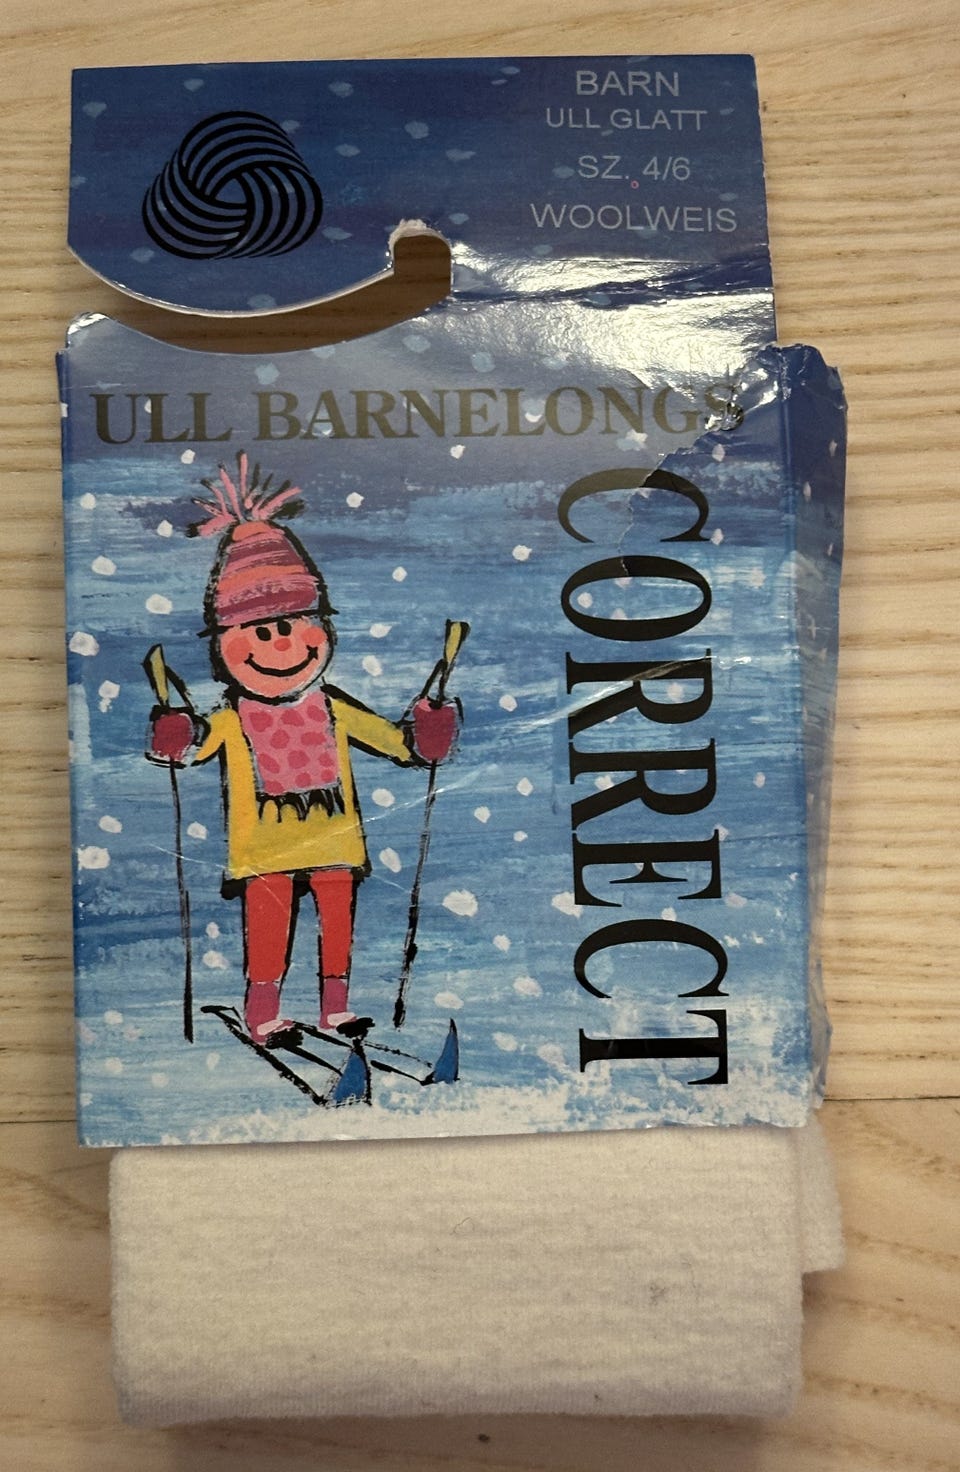 BARN
ULL GLATT
SZ. 4/6
WOOLWEIS
ULL BARNELONGS
CORRECT